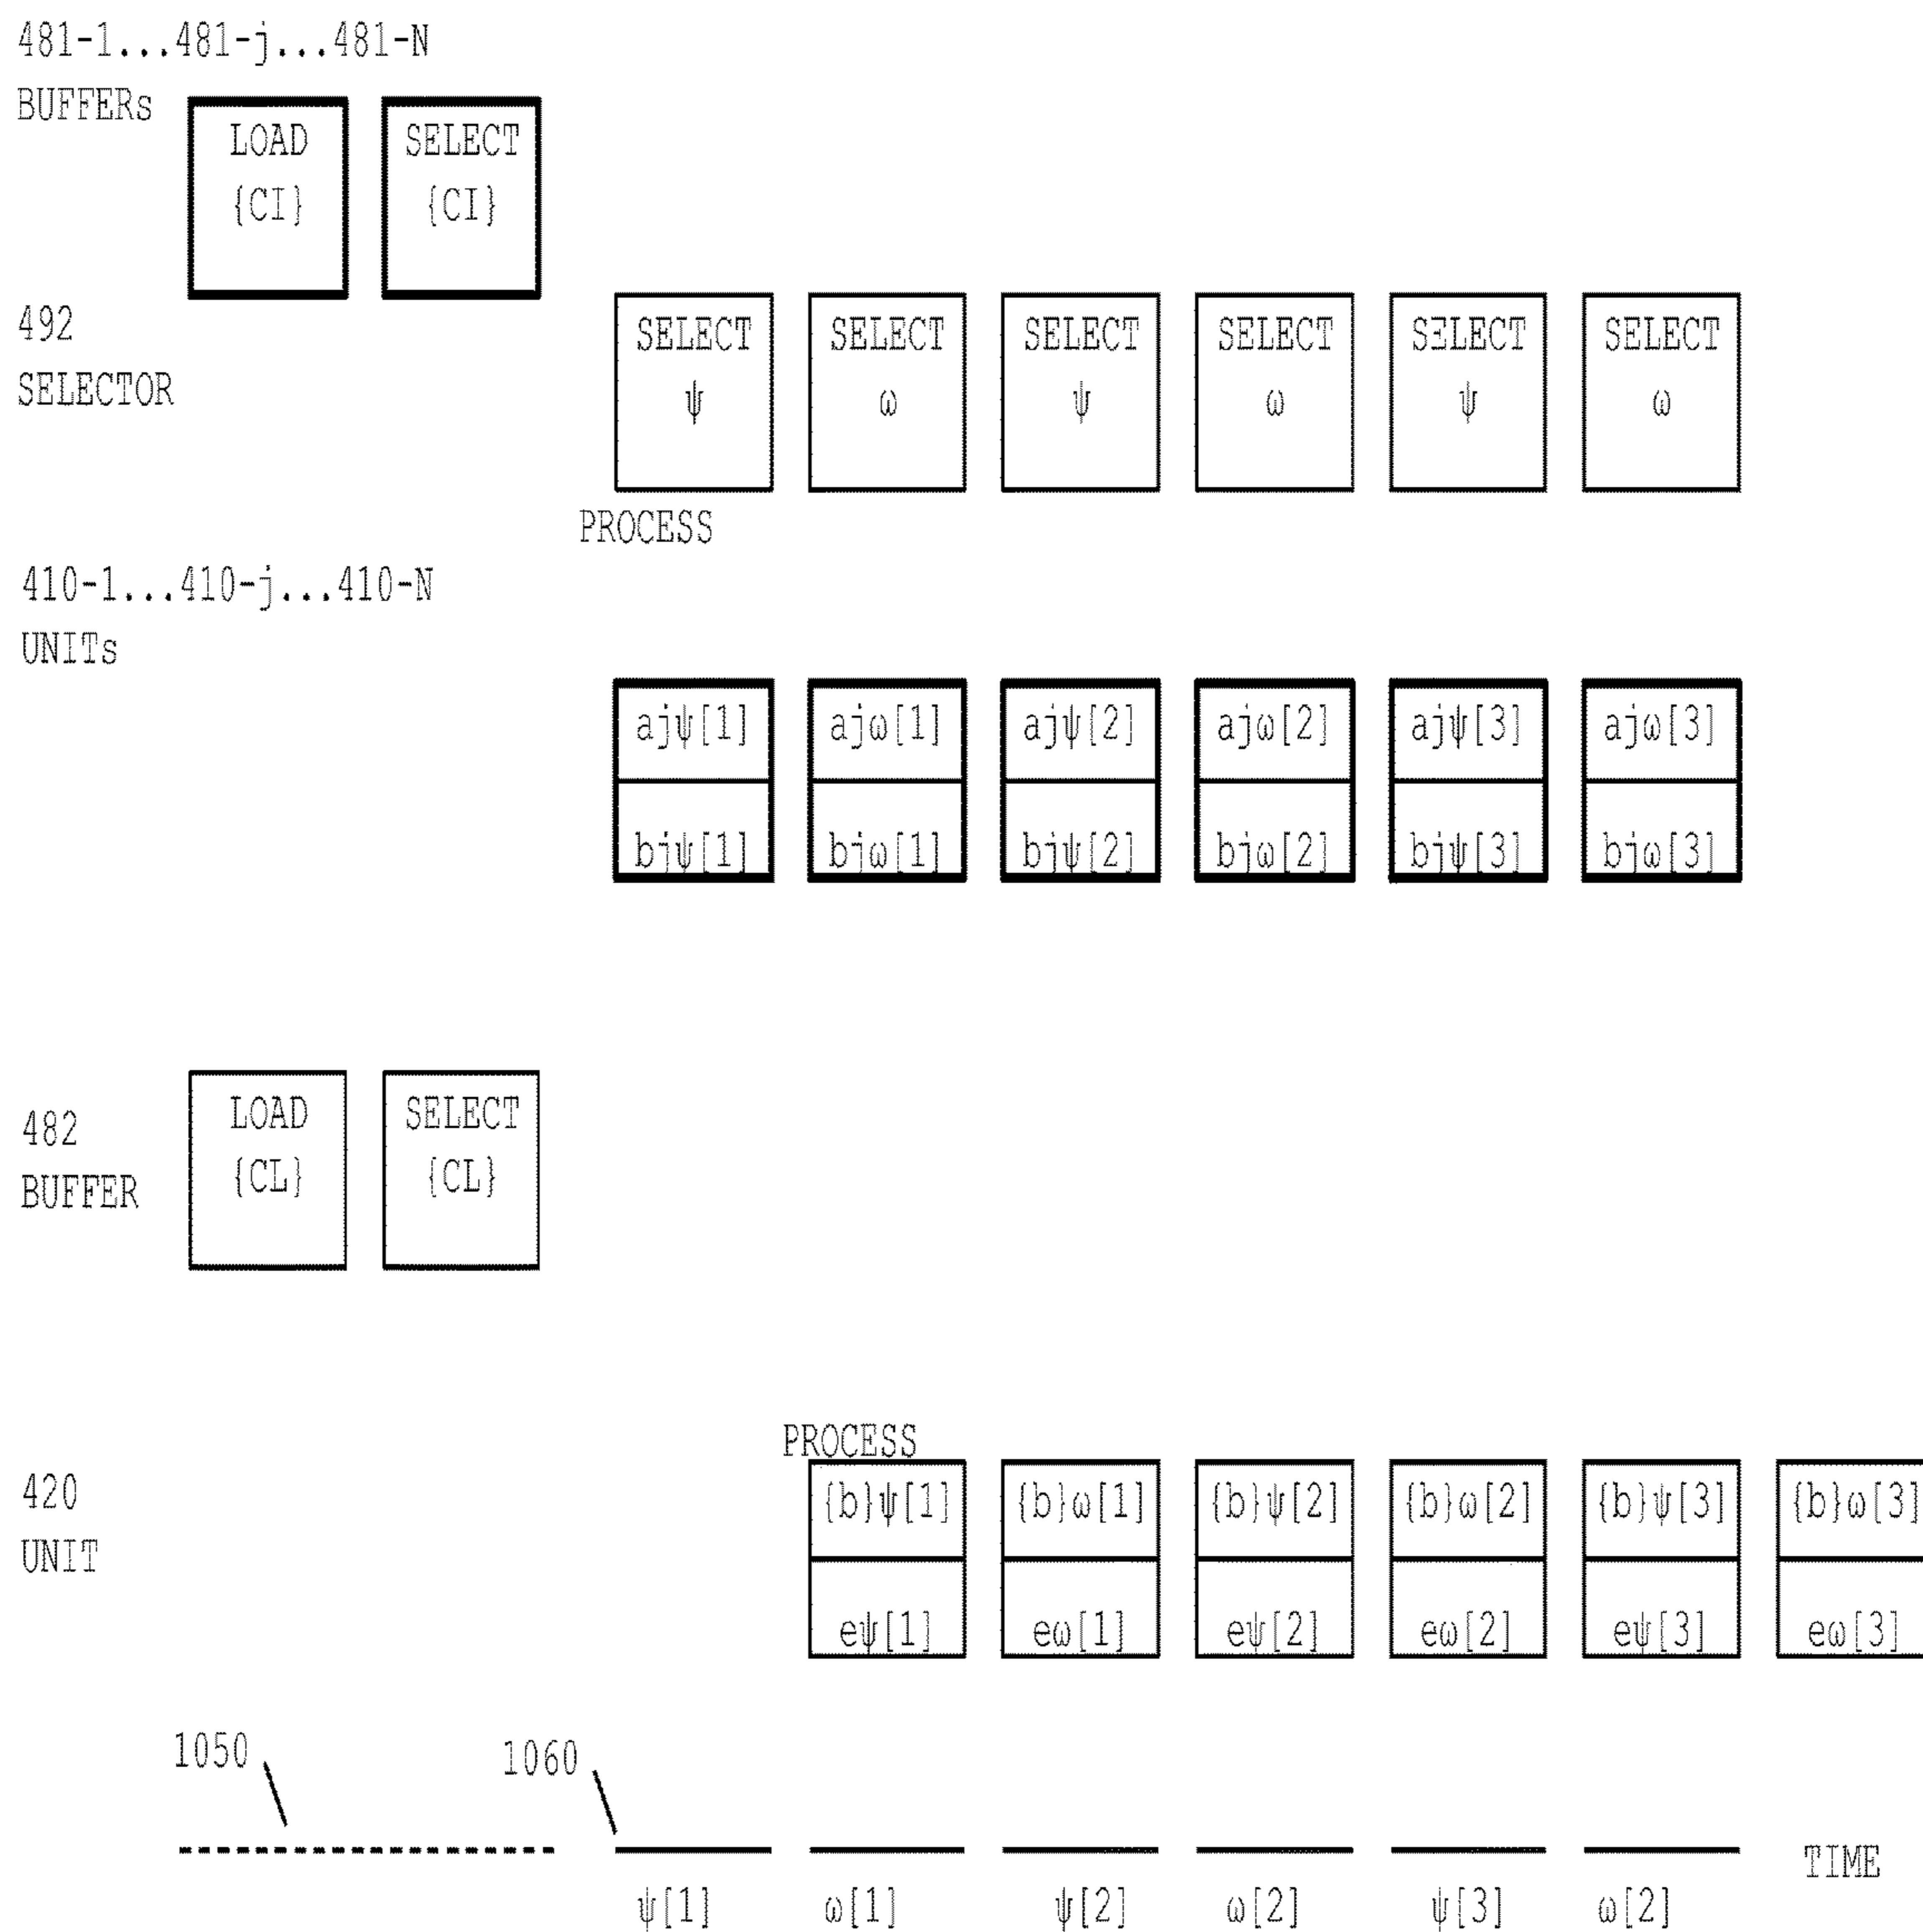 481-1...481-j...481-N
BUFFERs
LOAD
{CI}
SELECT
{CI}
492
SELECTOR
SELECT
ψ
SELECT
ω
SELECT
ψ
SELECT
ω
SELECT
ψ
SELECT
ω
PROCESS
410-1...410-j...410-N
UNITs
ajψ[1]
bjψ[1]
ajω[1]
bjω[1]
ajψ[2]
bjψ[2]
ajω[2]
bjω[2]
ajψ[3]
bjψ[3]
ajω[3]
bjω[3]
482
BUFFER
LOAD
{CL}
SELECT
{CL}
PROCESS
420
UNIT
{b}ψ[1]
eψ[1]
{b}ω[1]
eω[1]
{b}ψ[2]
eψ[2]
{b}ω[2]
eω[2]
{b}ψ[3]
eψ[3]
{b}ω[3]
eω[3]
1050
1060
TIME
ψ[1]
ω[1]
ψ[2]
ω[2]
ψ[3]
ω[2]